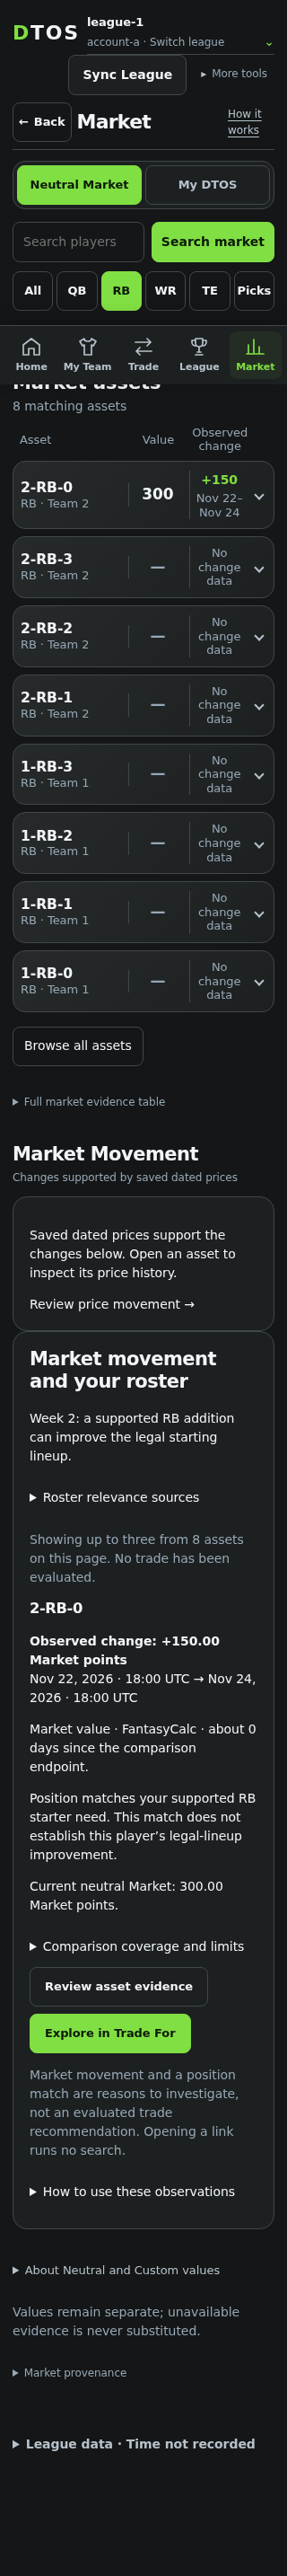 DTOS
league-1
account-a · Switch league
Sync League
▸ More tools
← Back
Market
How it
works
Neutral Market
My DTOS
Search players
Search market
All
QB
RB
WR
TE
Picks
Home
My Team
Trade
League
Market
Market assets
8 matching assets
Asset
Value
Observed
change
2-RB-0
RB · Team 2
300
+150
Nov 22–
Nov 24
2-RB-3
RB · Team 2
—
No
change
data
2-RB-2
RB · Team 2
—
No
change
data
2-RB-1
RB · Team 2
—
No
change
data
1-RB-3
RB · Team 1
—
No
change
data
1-RB-2
RB · Team 1
—
No
change
data
1-RB-1
RB · Team 1
—
No
change
data
1-RB-0
RB · Team 1
—
No
change
data
Browse all assets
▸ Full market evidence table
Market Movement
Changes supported by saved dated prices
Saved dated prices support the
changes below. Open an asset to
inspect its price history.
Review price movement →
Market movement
and your roster
Week 2: a supported RB addition
can improve the legal starting
lineup.
▸ Roster relevance sources
Showing up to three from 8 assets
on this page. No trade has been
evaluated.
2-RB-0
Observed change: +150.00
Market points
Nov 22, 2026 · 18:00 UTC → Nov 24,
2026 · 18:00 UTC
Market value · FantasyCalc · about 0
days since the comparison
endpoint.
Position matches your supported RB
starter need. This match does not
establish this player’s legal-lineup
improvement.
Current neutral Market: 300.00
Market points.
▸ Comparison coverage and limits
Review asset evidence
Explore in Trade For
Market movement and a position
match are reasons to investigate,
not an evaluated trade
recommendation. Opening a link
runs no search.
▸ How to use these observations
▸ About Neutral and Custom values
Values remain separate; unavailable
evidence is never substituted.
▸ Market provenance
▸ League data · Time not recorded